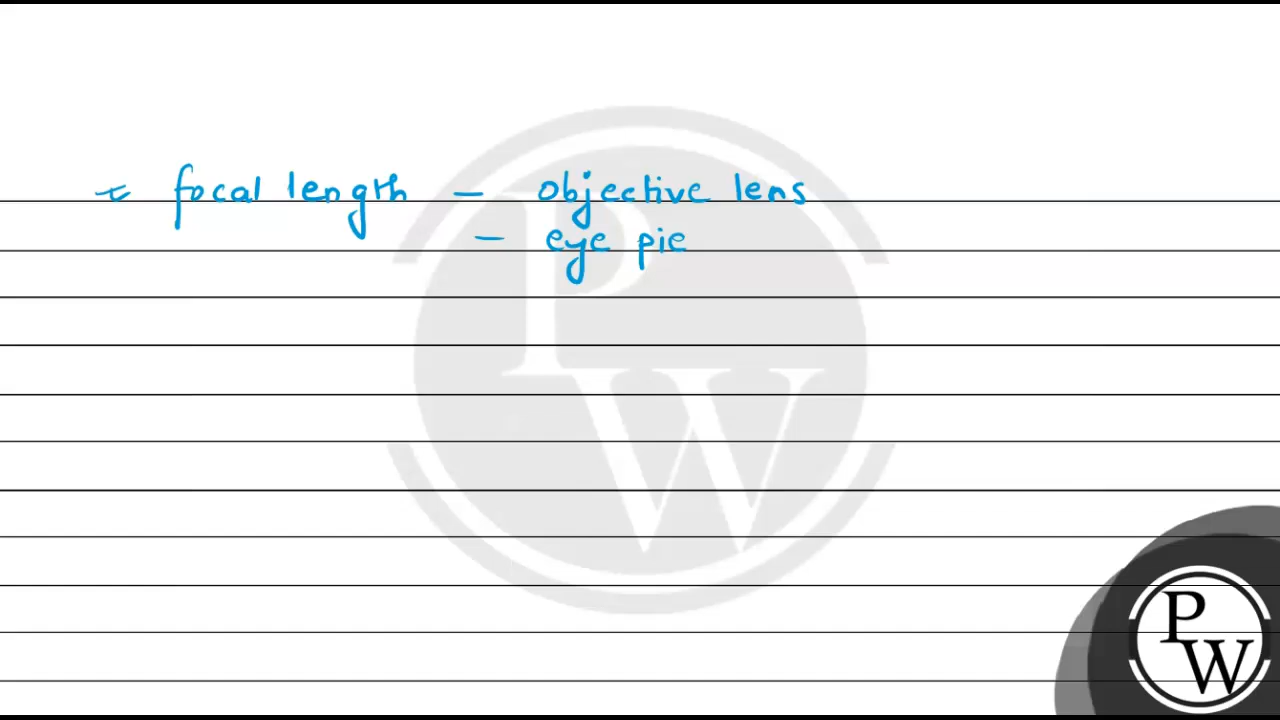 focal length – objective lens
– eye pie
P
W
P
W